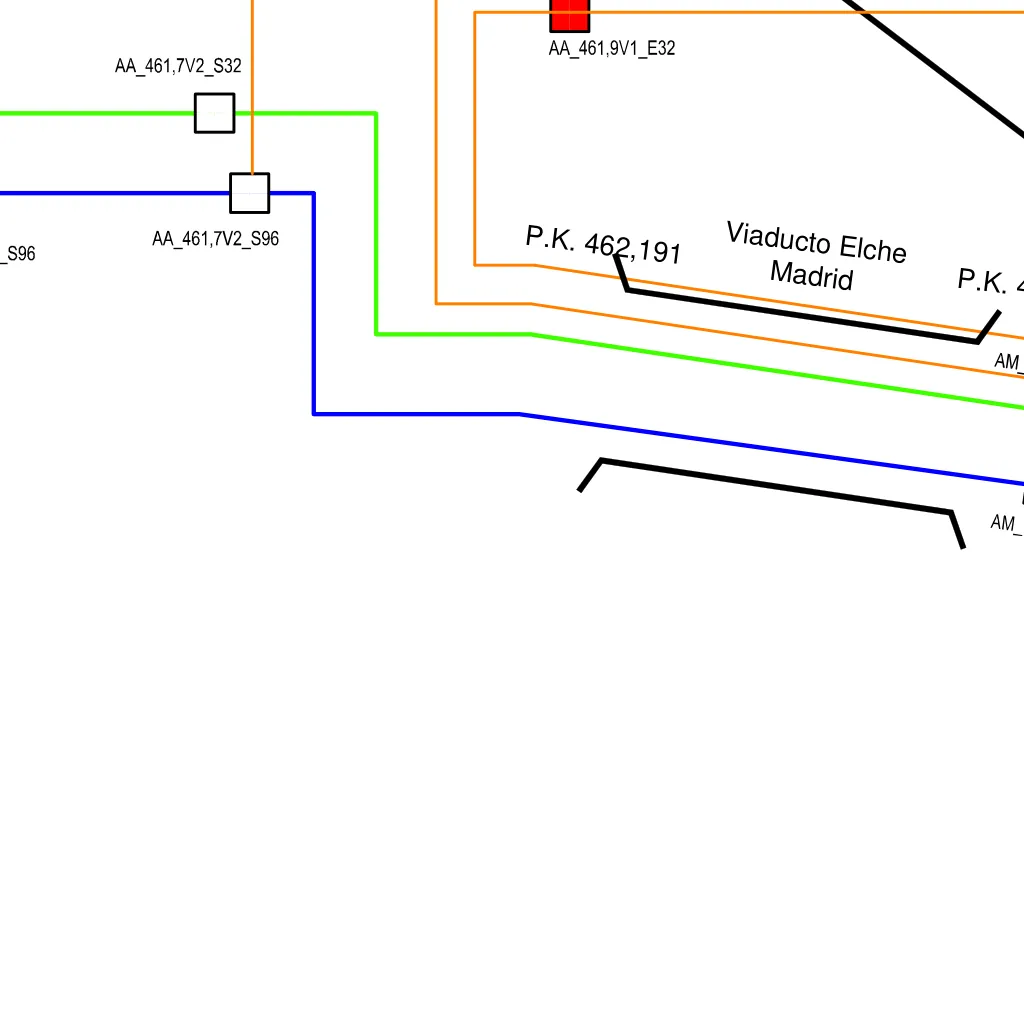 AA_461,9V1_E32
AA_461,7V2_S32
AA_461,7V2_S96
_S96
P.K. 462,191
Viaducto Elche
Madrid
P.K. 4
AM_
AM_